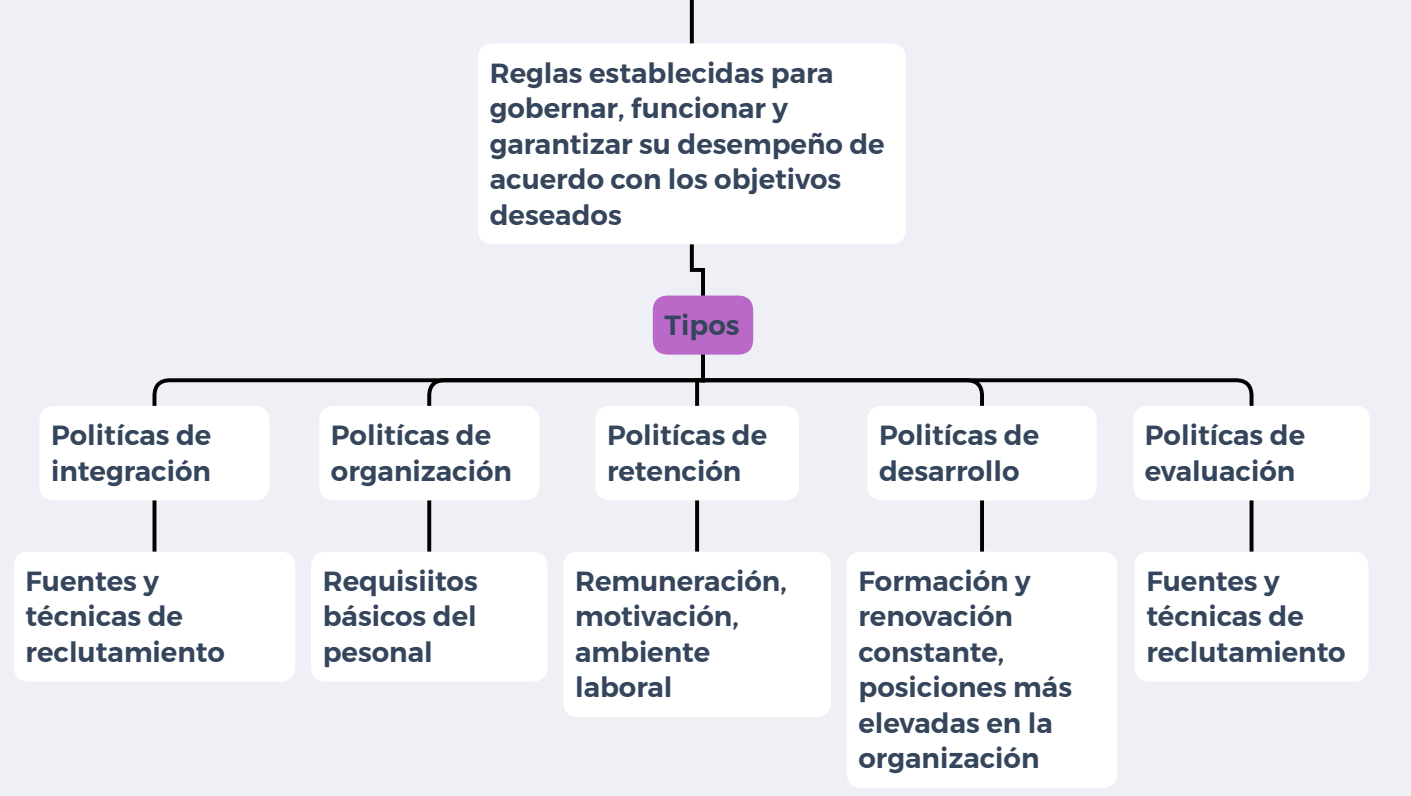 Reglas establecidas para
gobernar, funcionar y
garantizar su desempeño de
acuerdo con los objetivos
deseados
Tipos
Politícas de
integración
Politícas de
organización
Politícas de
retención
Politícas de
desarrollo
Politícas de
evaluación
Fuentes y
técnicas de
reclutamiento
Requisiitos
básicos del
pesonal
Remuneración,
motivación,
ambiente
laboral
Formación y
renovación
constante,
posiciones más
elevadas en la
organización
Fuentes y
técnicas de
reclutamiento